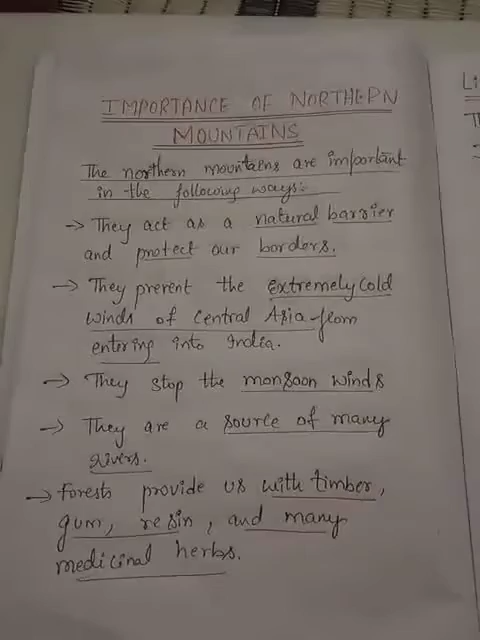 IMPORTANCE OF NORTHERN
MOUNTAINS
The northern mountains are important
in the following ways:-
→ They act as a natural barrier
and protect our borders.
→ They prevent the extremely cold
winds of Central Asia from
entering into India.
→ They stop the monsoon winds
→ They are a source of many
rivers.
→ Forests provide us with timber,
gum, resin, and many
medicinal herbs.
Li